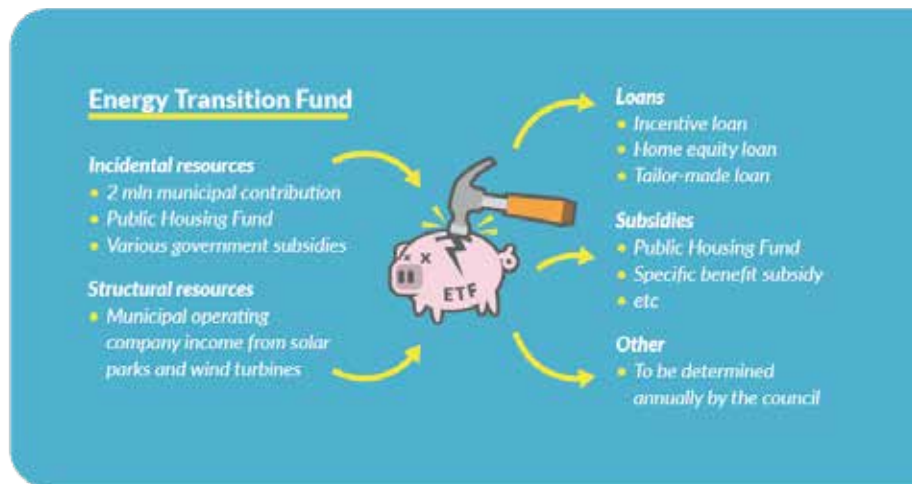 Energy Transition Fund
Incidental resources
• 2 mln municipal contribution
• Public Housing Fund
• Various government subsidies
Structural resources
• Municipal operating
company income from solar
parks and wind turbines
ETF
Loans
• Incentive loan
• Home equity loan
• Tailor-made loan
Subsidies
• Public Housing Fund
• Specific benefit subsidy
• etc
Other
• To be determined
annually by the council